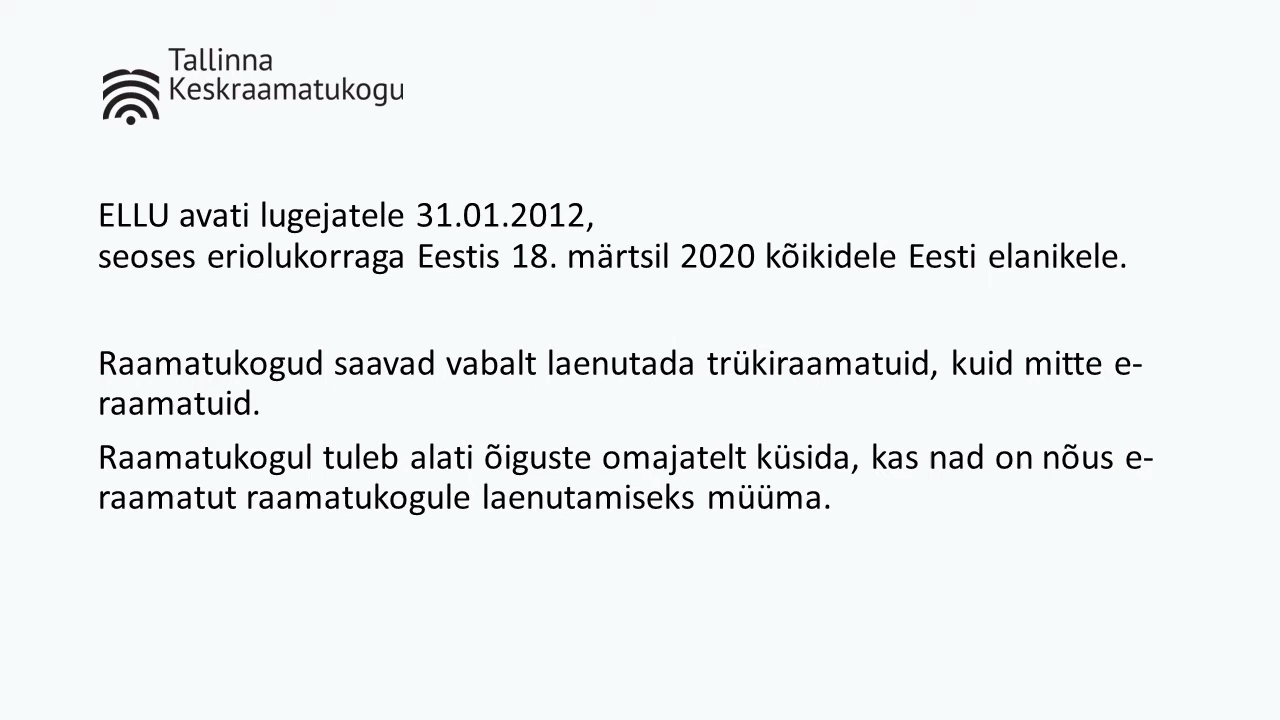 Tallinna
Keskraamatukogu
ELLU avati lugejatele 31.01.2012,
seoses eriolukorraga Eestis 18. märtsil 2020 kõikidele Eesti elanikele.
Raamatukogud saavad vabalt laenutada trükiraamatuid, kuid mitte e-
raamatuid.
Raamatukogul tuleb alati õiguste omajatelt küsida, kas nad on nõus e-
raamatut raamatukogule laenutamiseks müüma.